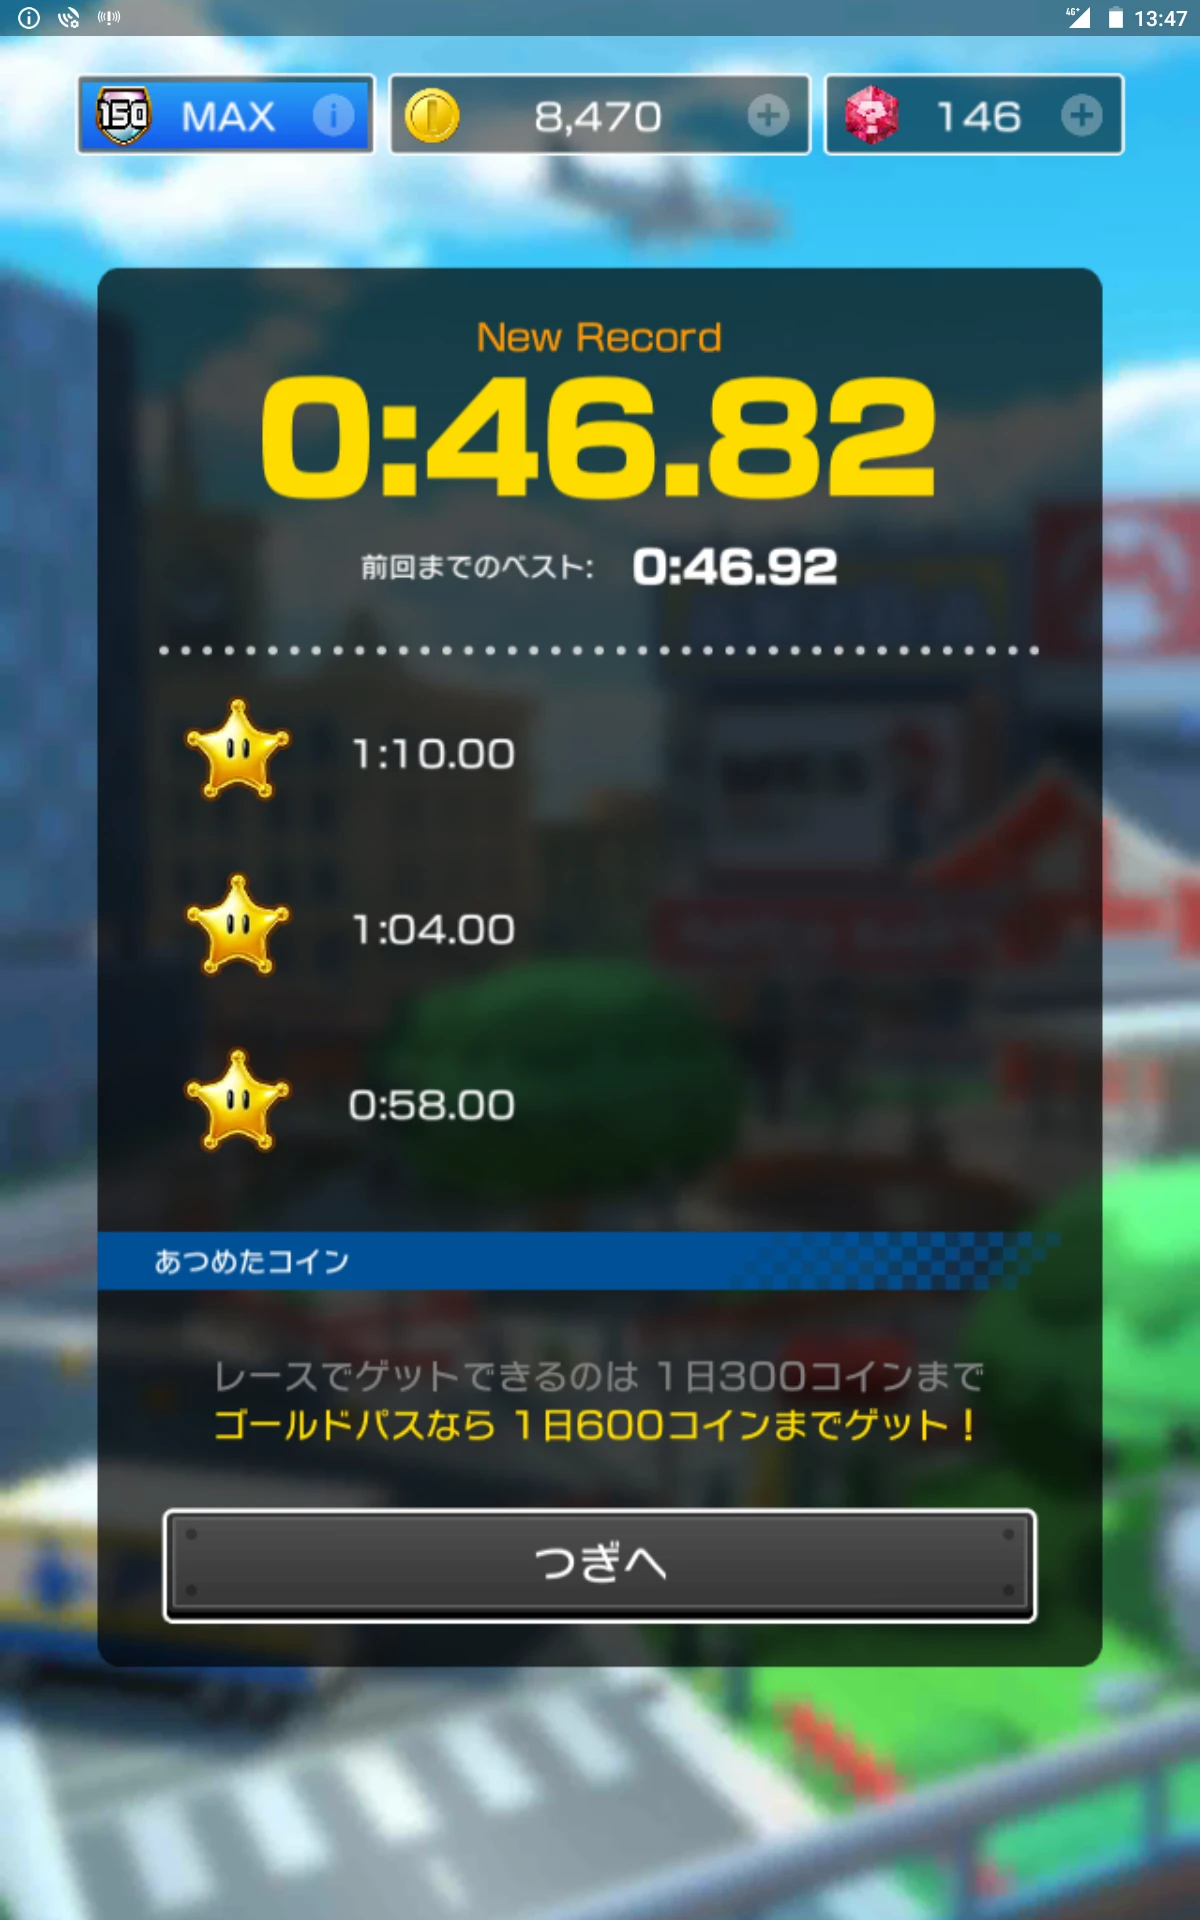 4G+ 13:47
150 MAX i 8,470 146
New Record
0:46.82
前回までのベスト: 0:46.92
1:10.00
1:04.00
0:58.00
あつめたコイン
レースでゲットできるのは 1日300コインまで
ゴールドパスなら 1日600コインまでゲット！
つぎへ